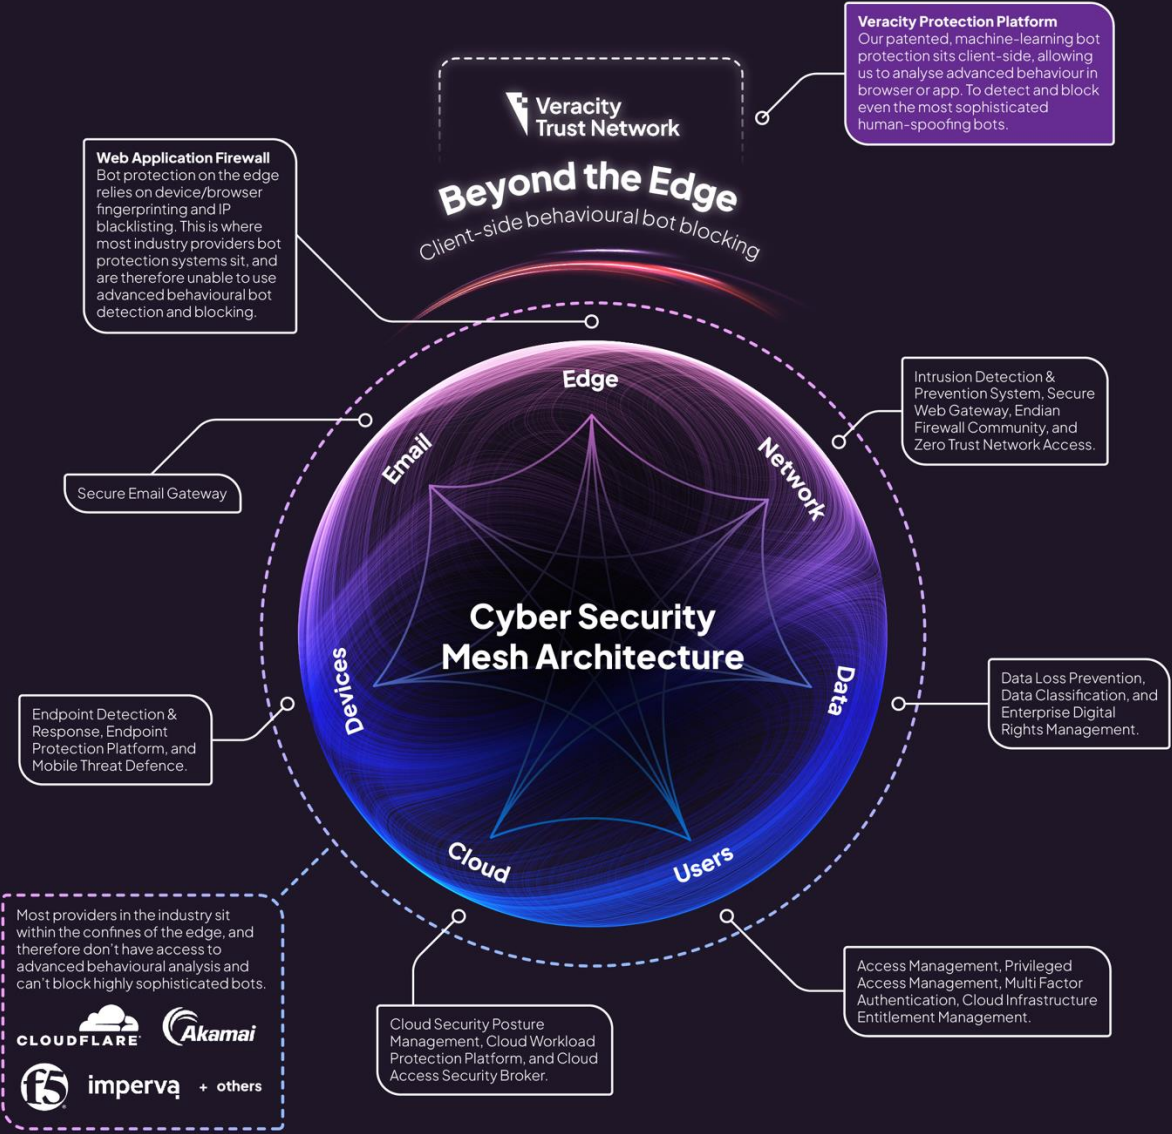 Veracity Protection Platform
Our patented, machine-learning bot
protection sits client-side, allowing
us to analyse advanced behaviour in
browser or app. To detect and block
even the most sophisticated
human-spoofing bots.
Veracity
Trust Network
Beyond the Edge
Client-side behavioural bot blocking
Web Application Firewall
Bot protection on the edge
relies on device/browser
fingerprinting and IP
blacklisting. This is where
most industry providers bot
protection systems sit, and
are therefore unable to use
advanced behavioural bot
detection and blocking.
Edge
Email
Network
Intrusion Detection &
Prevention System, Secure
Web Gateway, Endian
Firewall Community, and
Zero Trust Network Access.
Secure Email Gateway
Cyber Security
Mesh Architecture
Devices
Data
Endpoint Detection &
Response, Endpoint
Protection Platform, and
Mobile Threat Defence.
Data Loss Prevention,
Data Classification, and
Enterprise Digital
Rights Management.
Cloud
Users
Most providers in the industry sit
within the confines of the edge, and
therefore don't have access to
advanced behavioural analysis and
can't block highly sophisticated bots.
CLOUDFLARE
Akamai
f5
imperva
+ others
Cloud Security Posture
Management, Cloud Workload
Protection Platform, and Cloud
Access Security Broker.
Access Management, Privileged
Access Management, Multi Factor
Authentication, Cloud Infrastructure
Entitlement Management.